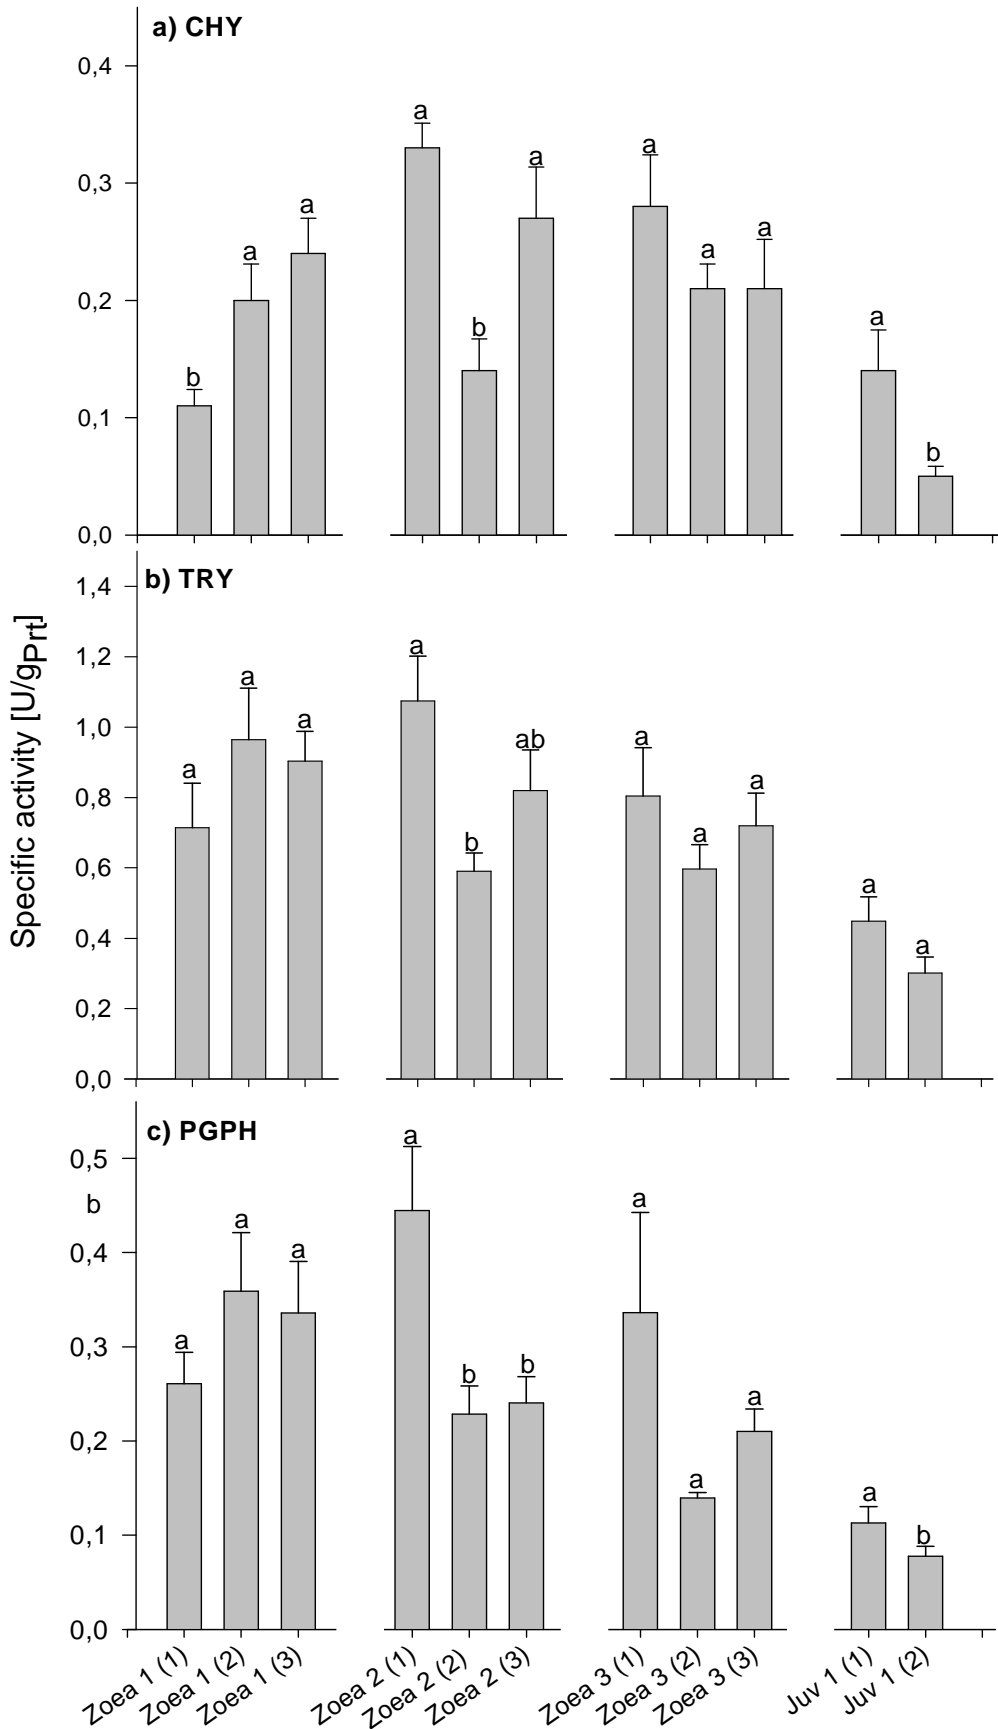 a) CHY
0,4
0,3
0,2
0,1
0,0
b a a
a b a
a a a
a b
Specific activity [U/gPrt]
b) TRY
1,4
1,2
1,0
0,8
0,6
0,4
0,2
0,0
a a a
a b ab
a a a
a a
c) PGPH
0,5
b
0,4
0,3
0,2
0,1
0,0
a a a
a b b
a a a
a b
Zoea 1 (1)
Zoea 1 (2)
Zoea 1 (3)
Zoea 2 (1)
Zoea 2 (2)
Zoea 2 (3)
Zoea 3 (1)
Zoea 3 (2)
Zoea 3 (3)
Juv 1 (1)
Juv 1 (2)